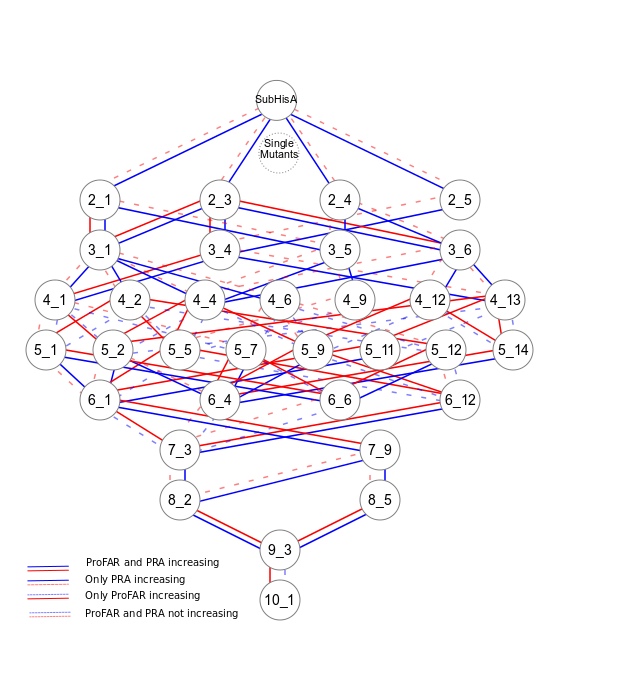 SubHisA
Single
Mutants
2_1 2_3 2_4 2_5
3_1 3_4 3_5 3_6
4_1 4_2 4_4 4_6 4_9 4_12 4_13
5_1 5_2 5_5 5_7 5_9 5_11 5_12 5_14
6_1 6_4 6_6 6_12
7_3 7_9
8_2 8_5
9_3
10_1
ProFAR and PRA increasing
Only PRA increasing
Only ProFAR increasing
ProFAR and PRA not increasing